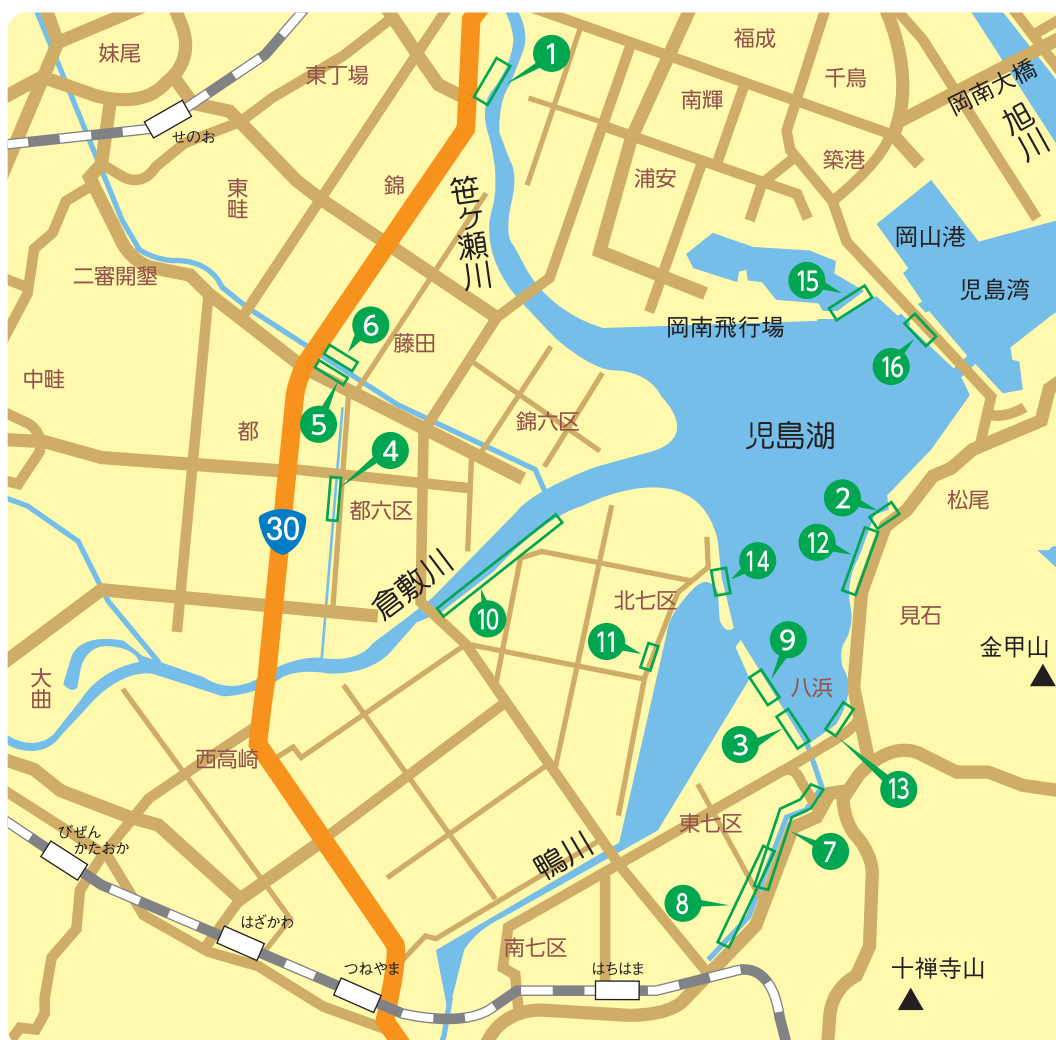 妹尾
東丁場
1
福成
千鳥
南輝
岡南大橋
旭川
せのお
築港
東畦
錦
笹ヶ瀬川
浦安
岡山港
児島湾
二審開墾
15
6
藤田
岡南飛行場
16
中畦
5
都
錦六区
児島湖
4
2
松尾
30
都六区
12
倉敷川
14
10
北七区
見石
11
9
金甲山
大曲
八浜
西高崎
3
13
東七区
びぜん
かたおか
鴨川
7
8
はざかわ
南七区
つねやま
はちはま
十禅寺山